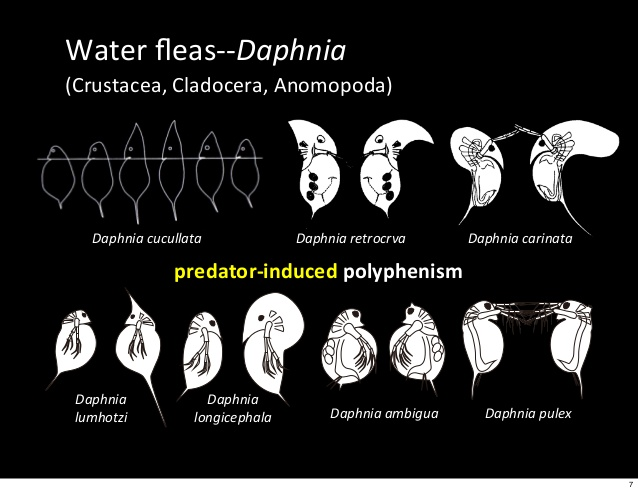 Water fleas--Daphnia
(Crustacea, Cladocera, Anomopoda)
Daphnia cucullata
Daphnia retrocrva
Daphnia carinata
predator-induced polyphenism
Daphnia
lumhotzi
Daphnia
longicephala
Daphnia ambigua
Daphnia pulex
7